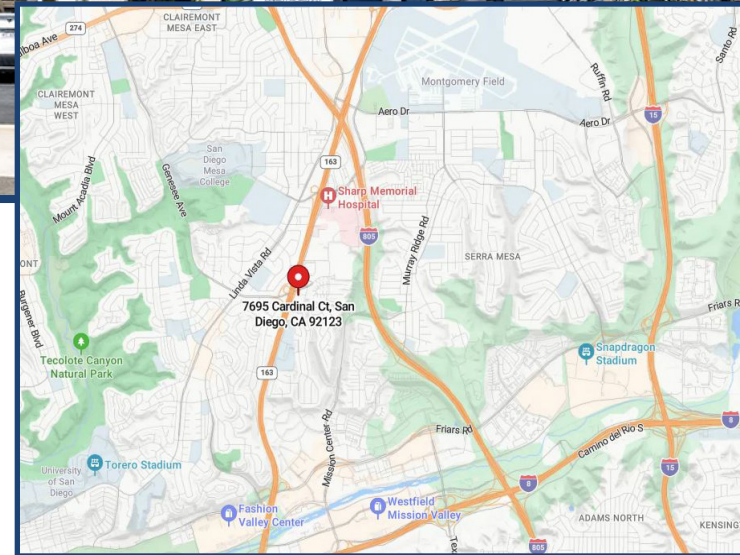 274
CLAIREMONT
MESA EAST
Santo Rd
Ruffin Rd
Montgomery Field
CLAIREMONT
MESA
WEST
Aero Dr
Aero Dr
15
San
Diego
Mesa
College
163
Genesee Ave
Mount Acadia Blvd
Sharp Memorial
Hospital
805
Murray Ridge Rd
SERRA MESA
Linda Vista Rd
7695 Cardinal Ct, San
Diego, CA 92123
Friars R
Burgener Blvd
Tecolote Canyon
Natural Park
Snapdragon
Stadium
163
Mission Center Rd
Friars Rd
8
Camino del Rio S
Torero Stadium
University
of San
Diego
15
8
Fashion
Valley Center
Westfield
Mission Valley
ADAMS NORTH
KENSING
Tex
805